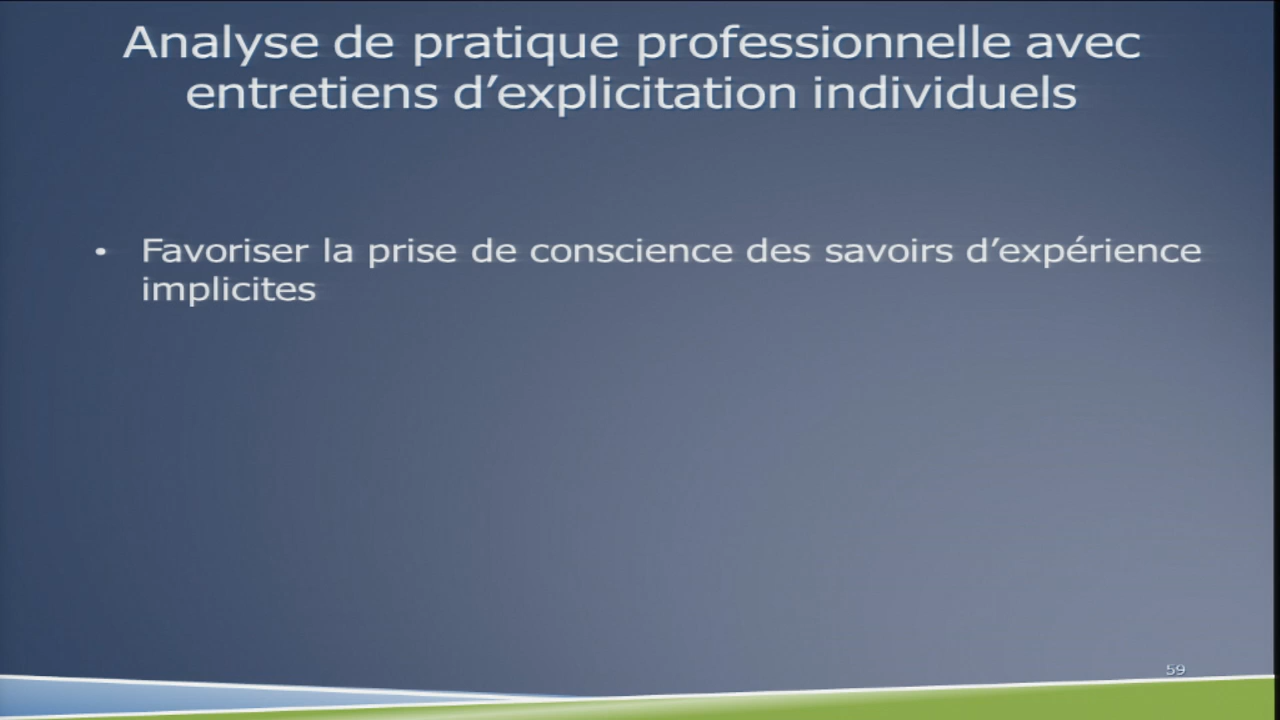 Analyse de pratique professionnelle avec
entretiens d’explicitation individuels
• Favoriser la prise de conscience des savoirs d’expérience
implicites
59